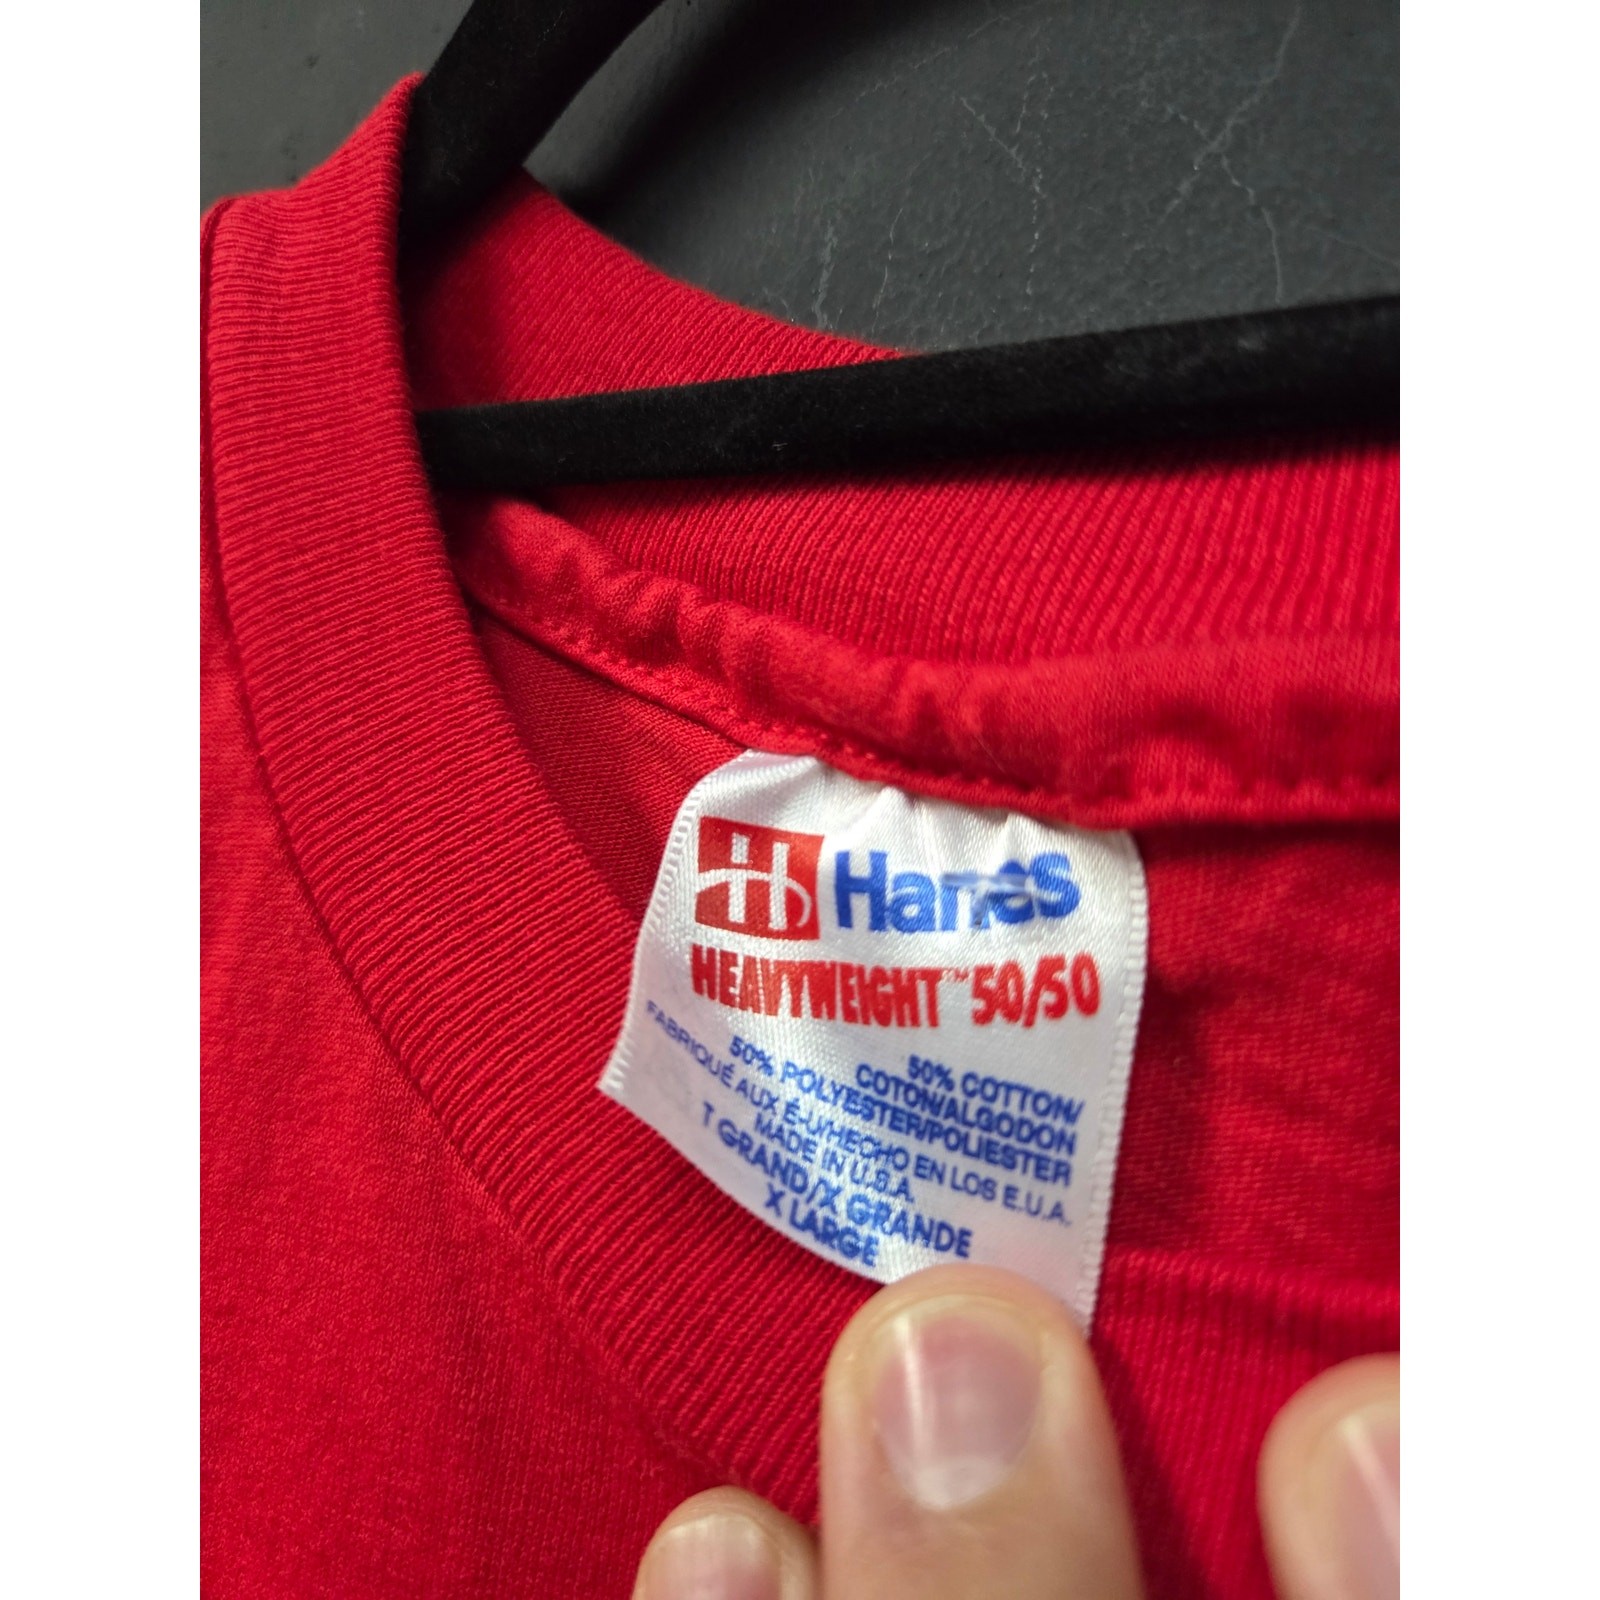 H Hanes
HEAVYWEIGHT™ 50/50
50% COTTON/
COTON/ALGODON
50% POLYESTER/POLIESTER
FABRIQUÉ AUX É-U/HECHO EN LOS E.U.A.
MADE IN U.S.A.
T GRAND/X GRANDE
X LARGE